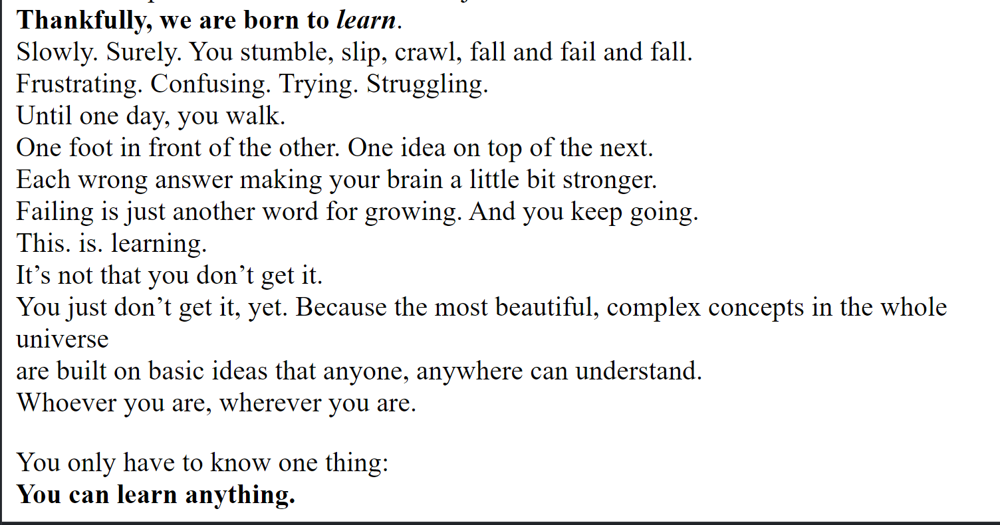 Thankfully, we are born to learn.
Slowly. Surely. You stumble, slip, crawl, fall and fail and fall.
Frustrating. Confusing. Trying. Struggling.
Until one day, you walk.
One foot in front of the other. One idea on top of the next.
Each wrong answer making your brain a little bit stronger.
Failing is just another word for growing. And you keep going.
This. is. learning.
It’s not that you don’t get it.
You just don’t get it, yet. Because the most beautiful, complex concepts in the whole
universe
are built on basic ideas that anyone, anywhere can understand.
Whoever you are, wherever you are.
You only have to know one thing:
You can learn anything.